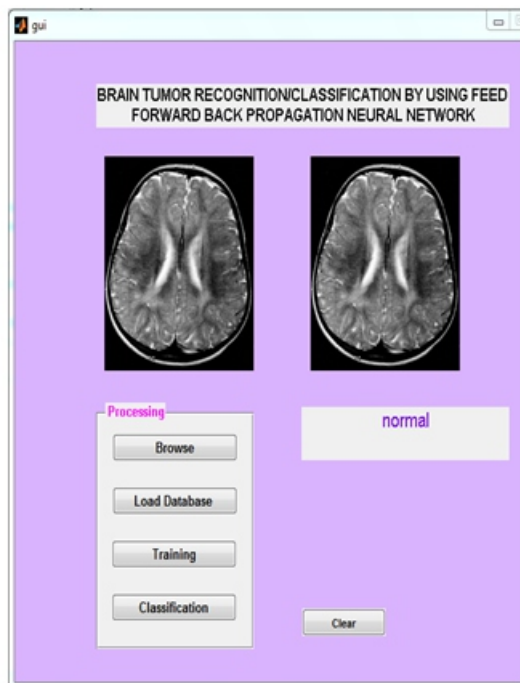 gui
BRAIN TUMOR RECOGNITION/CLASSIFICATION BY USING FEED
FORWARD BACK PROPAGATION NEURAL NETWORK
Processing
Browse
Load Database
Training
Classification
normal
Clear